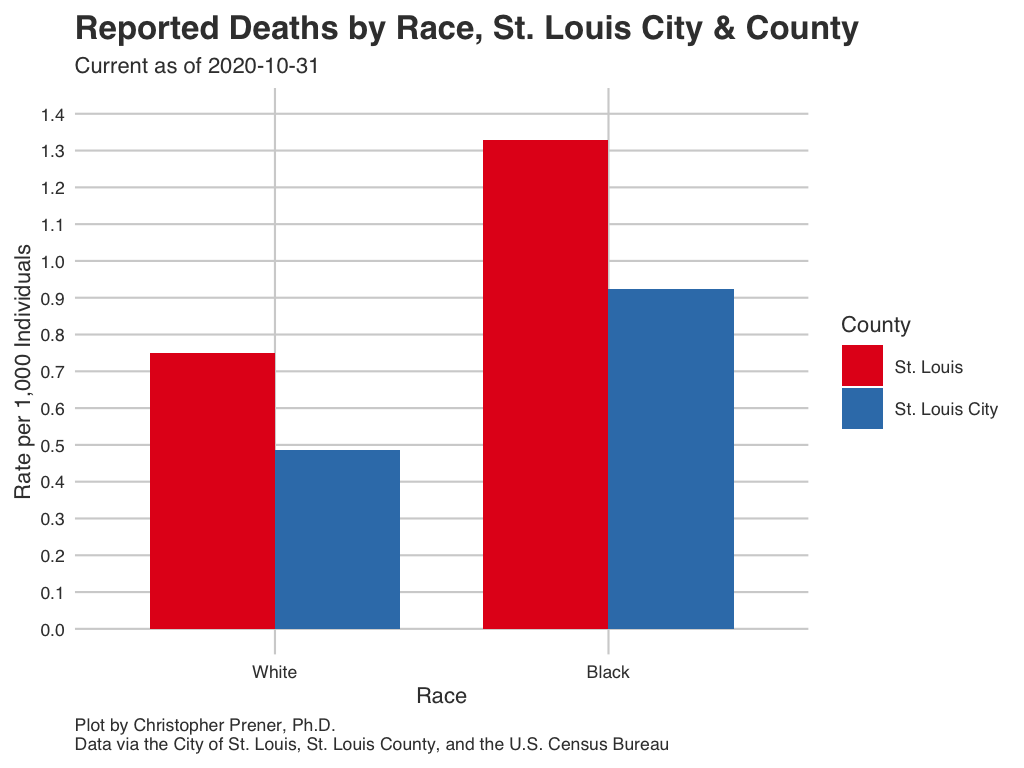 Reported Deaths by Race, St. Louis City & County
Current as of 2020-10-31
Rate per 1,000 Individuals
1.4
1.3
1.2
1.1
1.0
0.9
0.8
0.7
0.6
0.5
0.4
0.3
0.2
0.1
0.0
White
Black
Race
County
St. Louis
St. Louis City
Plot by Christopher Prener, Ph.D.
Data via the City of St. Louis, St. Louis County, and the U.S. Census Bureau